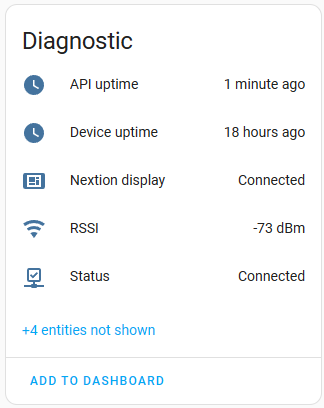 Diagnostic
API uptime 1 minute ago
Device uptime 18 hours ago
Nextion display Connected
RSSI -73 dBm
Status Connected
+4 entities not shown
ADD TO DASHBOARD